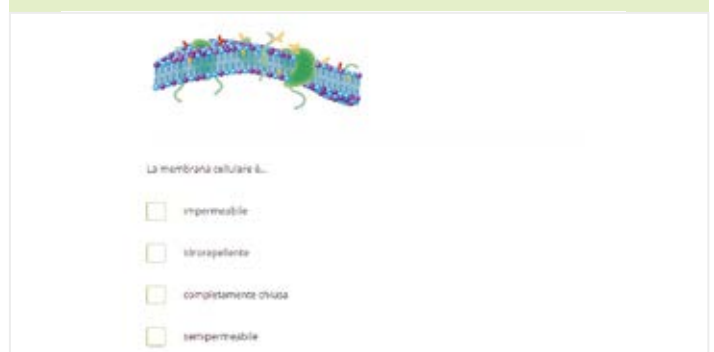 La membrana cellulare è...
impermeabile
idrorepellente
completamente chiusa
semipermeabile